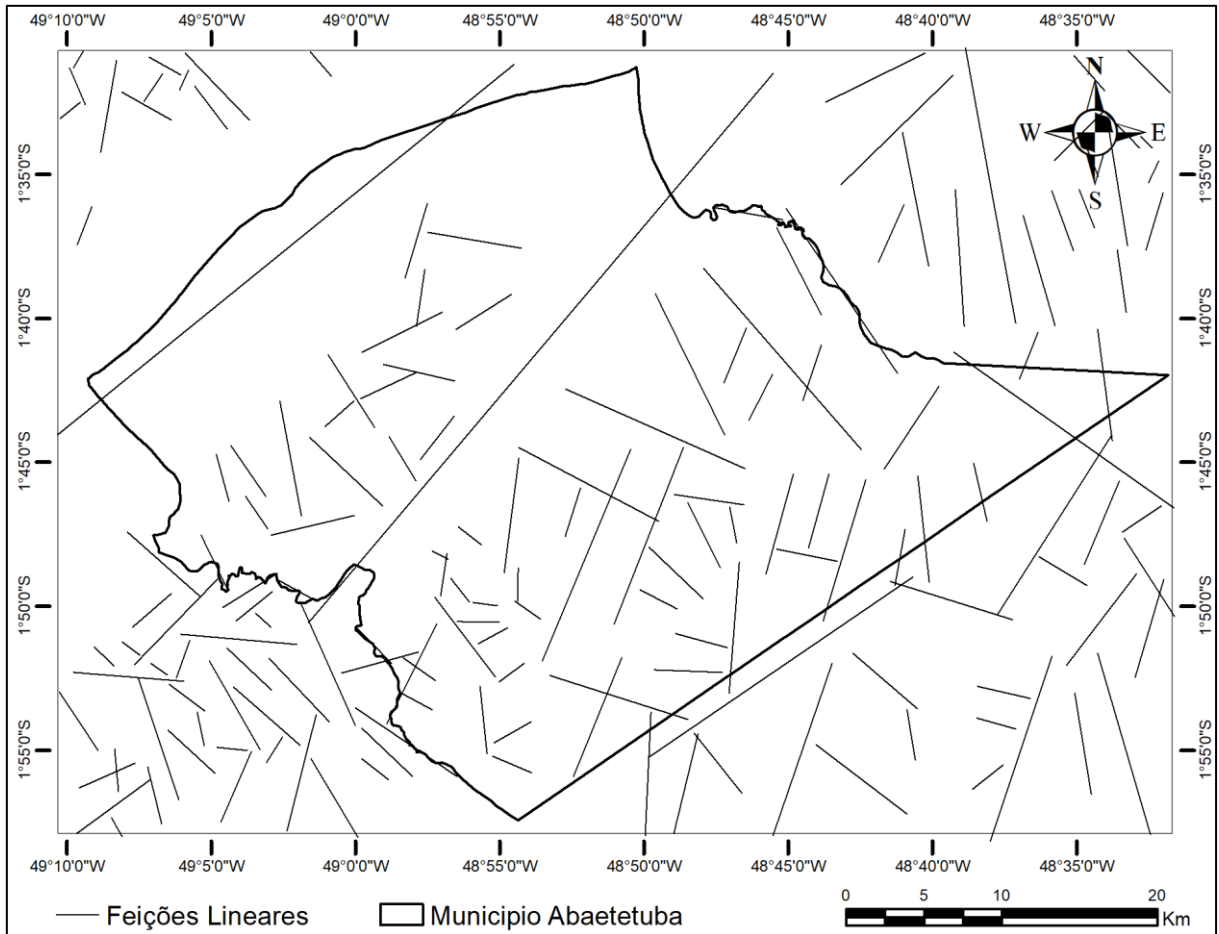 49°10'0"W 49°5'0"W 49°0'0"W 48°55'0"W 48°50'0"W 48°45'0"W 48°40'0"W 48°35'0"W
N
W E
S
1°35'0"S 1°35'0"S
1°40'0"S 1°40'0"S
1°45'0"S 1°45'0"S
1°50'0"S 1°50'0"S
1°55'0"S 1°55'0"S
49°10'0"W 49°5'0"W 49°0'0"W 48°55'0"W 48°50'0"W 48°45'0"W 48°40'0"W 48°35'0"W
Feições Lineares Municipio Abaetetuba
0 5 10 20
Km